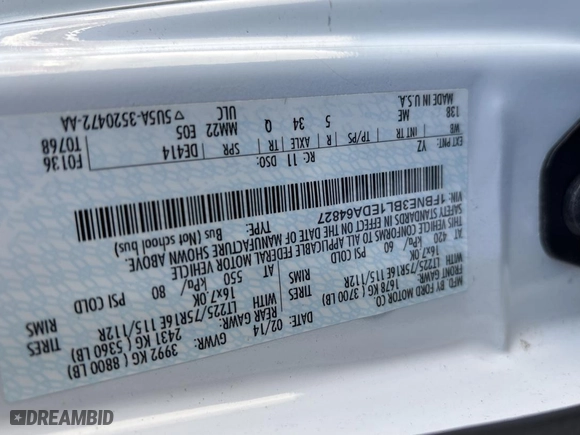 MFD. BY FORD MOTOR CO.
DATE: 02/14 GVWR: 3992 KG ( 8800 LB)
FRONT GAWR: 1678 KG ( 3700 LB) REAR GAWR: 2431 KG ( 5360 LB)
LT225/75R16E 115/112R TIRES WITH LT225/75R16E 115/112R TIRES
16x7.0K RIMS 16x7.0K RIMS
AT 420 kPa/ 60 PSI COLD AT 550 kPa/ 80 PSI COLD
THIS VEHICLE CONFORMS TO ALL APPLICABLE FEDERAL MOTOR VEHICLE
SAFETY STANDARDS IN EFFECT ON THE DATE OF MANUFACTURE SHOWN ABOVE.
VIN: 1FBNE3BL1EDA64827
TYPE: Bus (Not school bus)
EXT PNT: YZ RC: 11 DSO: F0136
WB INT TR TP/PS AXLE TR SPR DE414 T0768
138 ME S 34 Q MM22 E05
MADE IN U.S.A. ULC ▽ 5U5A-3520472-AA
DREAMBID